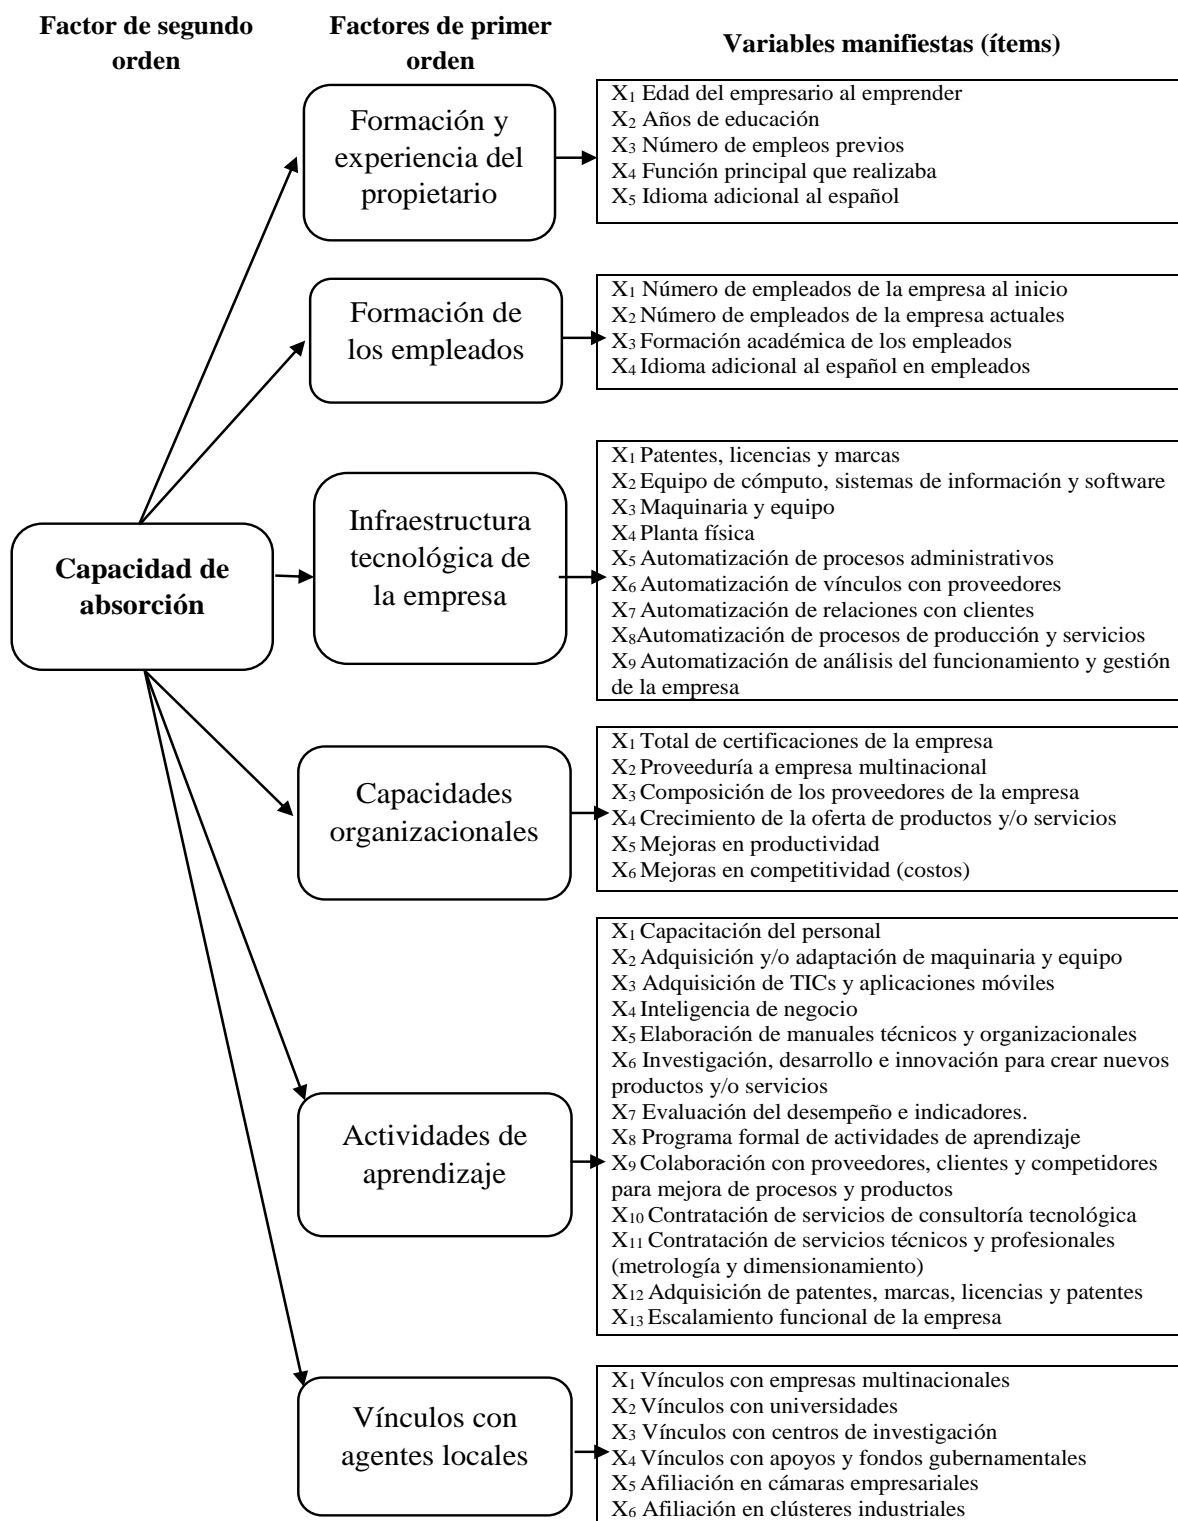 Factor de segundo
orden
Factores de primer
orden
Variables manifiestas (ítems)
Capacidad de
absorción
Formación y
experiencia del
propietario
X1 Edad del empresario al emprender
X2 Años de educación
X3 Número de empleos previos
X4 Función principal que realizaba
X5 Idioma adicional al español
Formación de
los empleados
X1 Número de empleados de la empresa al inicio
X2 Número de empleados de la empresa actuales
X3 Formación académica de los empleados
X4 Idioma adicional al español en empleados
Infraestructura
tecnológica de
la empresa
X1 Patentes, licencias y marcas
X2 Equipo de cómputo, sistemas de información y software
X3 Maquinaria y equipo
X4 Planta física
X5 Automatización de procesos administrativos
X6 Automatización de vínculos con proveedores
X7 Automatización de relaciones con clientes
X8Automatización de procesos de producción y servicios
X9 Automatización de análisis del funcionamiento y gestión
de la empresa
Capacidades
organizacionales
X1 Total de certificaciones de la empresa
X2 Proveeduría a empresa multinacional
X3 Composición de los proveedores de la empresa
X4 Crecimiento de la oferta de productos y/o servicios
X5 Mejoras en productividad
X6 Mejoras en competitividad (costos)
Actividades de
aprendizaje
X1 Capacitación del personal
X2 Adquisición y/o adaptación de maquinaria y equipo
X3 Adquisición de TICs y aplicaciones móviles
X4 Inteligencia de negocio
X5 Elaboración de manuales técnicos y organizacionales
X6 Investigación, desarrollo e innovación para crear nuevos
productos y/o servicios
X7 Evaluación del desempeño e indicadores.
X8 Programa formal de actividades de aprendizaje
X9 Colaboración con proveedores, clientes y competidores
para mejora de procesos y productos
X10 Contratación de servicios de consultoría tecnológica
X11 Contratación de servicios técnicos y profesionales
(metrología y dimensionamiento)
X12 Adquisición de patentes, marcas, licencias y patentes
X13 Escalamiento funcional de la empresa
Vínculos con
agentes locales
X1 Vínculos con empresas multinacionales
X2 Vínculos con universidades
X3 Vínculos con centros de investigación
X4 Vínculos con apoyos y fondos gubernamentales
X5 Afiliación en cámaras empresariales
X6 Afiliación en clústeres industriales